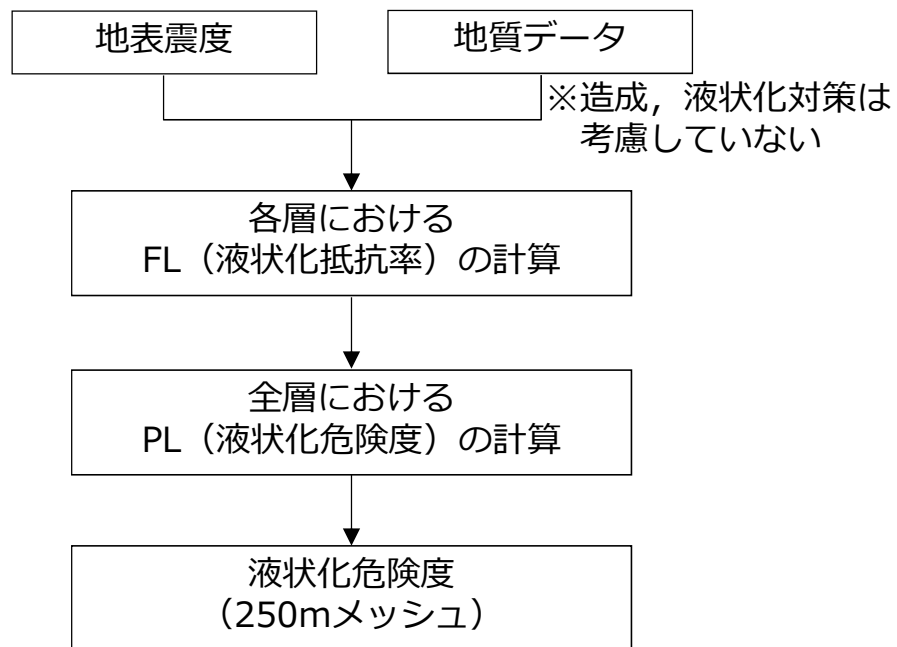 地表震度
地質データ
※造成，液状化対策は
考慮していない
各層における
FL（液状化抵抗率）の計算
全層における
PL（液状化危険度）の計算
液状化危険度
（250mメッシュ）